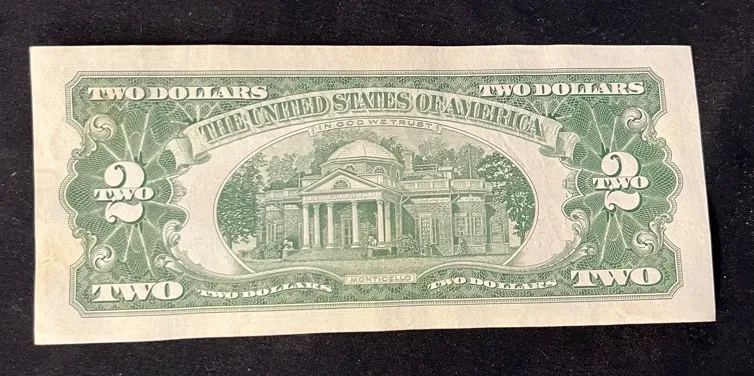 TWO DOLLARS TWO DOLLARS
THE UNITED STATES OF AMERICA
IN GOD WE TRUST
2 2
TWO TWO
MONTICELLO
TWO TWO DOLLARS TWO DOLLARS TWO